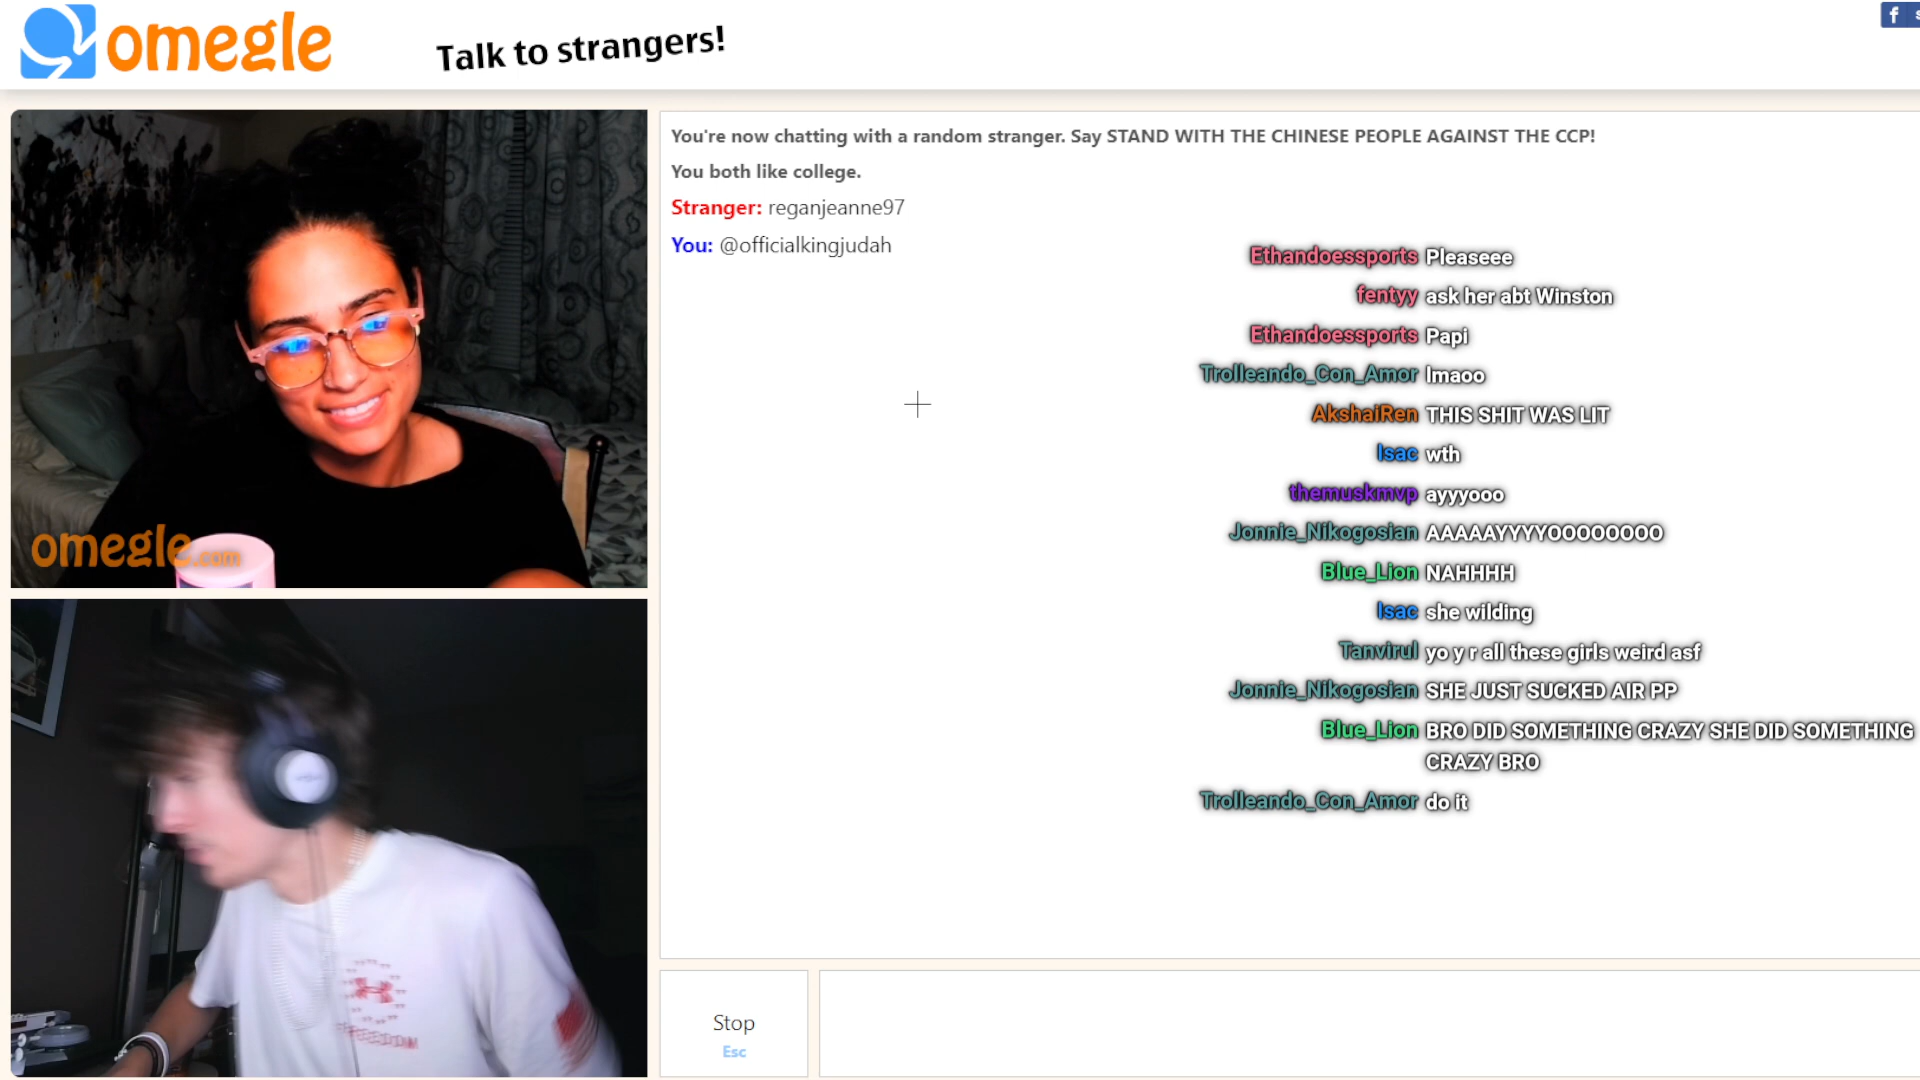 omegle
Talk to strangers!
f
You're now chatting with a random stranger. Say STAND WITH THE CHINESE PEOPLE AGAINST THE CCP!
You both like college.
Stranger: reganjeanne97
You: @officialkingjudah
Ethandoessports Pleaseee
fentyy ask her abt Winston
Ethandoessports Papi
Trolleando_Con_Amor lmaoo
AkshaiRen THIS SHIT WAS LIT
Isac wth
themuskmvp ayyyooo
Jonnie_Nikogosian AAAAAYYYYOOOOOOOO
Blue_Lion NAHHHH
Isac she wilding
Tanvirul yo y r all these girls weird asf
Jonnie_Nikogosian SHE JUST SUCKED AIR PP
Blue_Lion BRO DID SOMETHING CRAZY SHE DID SOMETHING
CRAZY BRO
Trolleando_Con_Amor do it
omegle.com
Stop
Esc